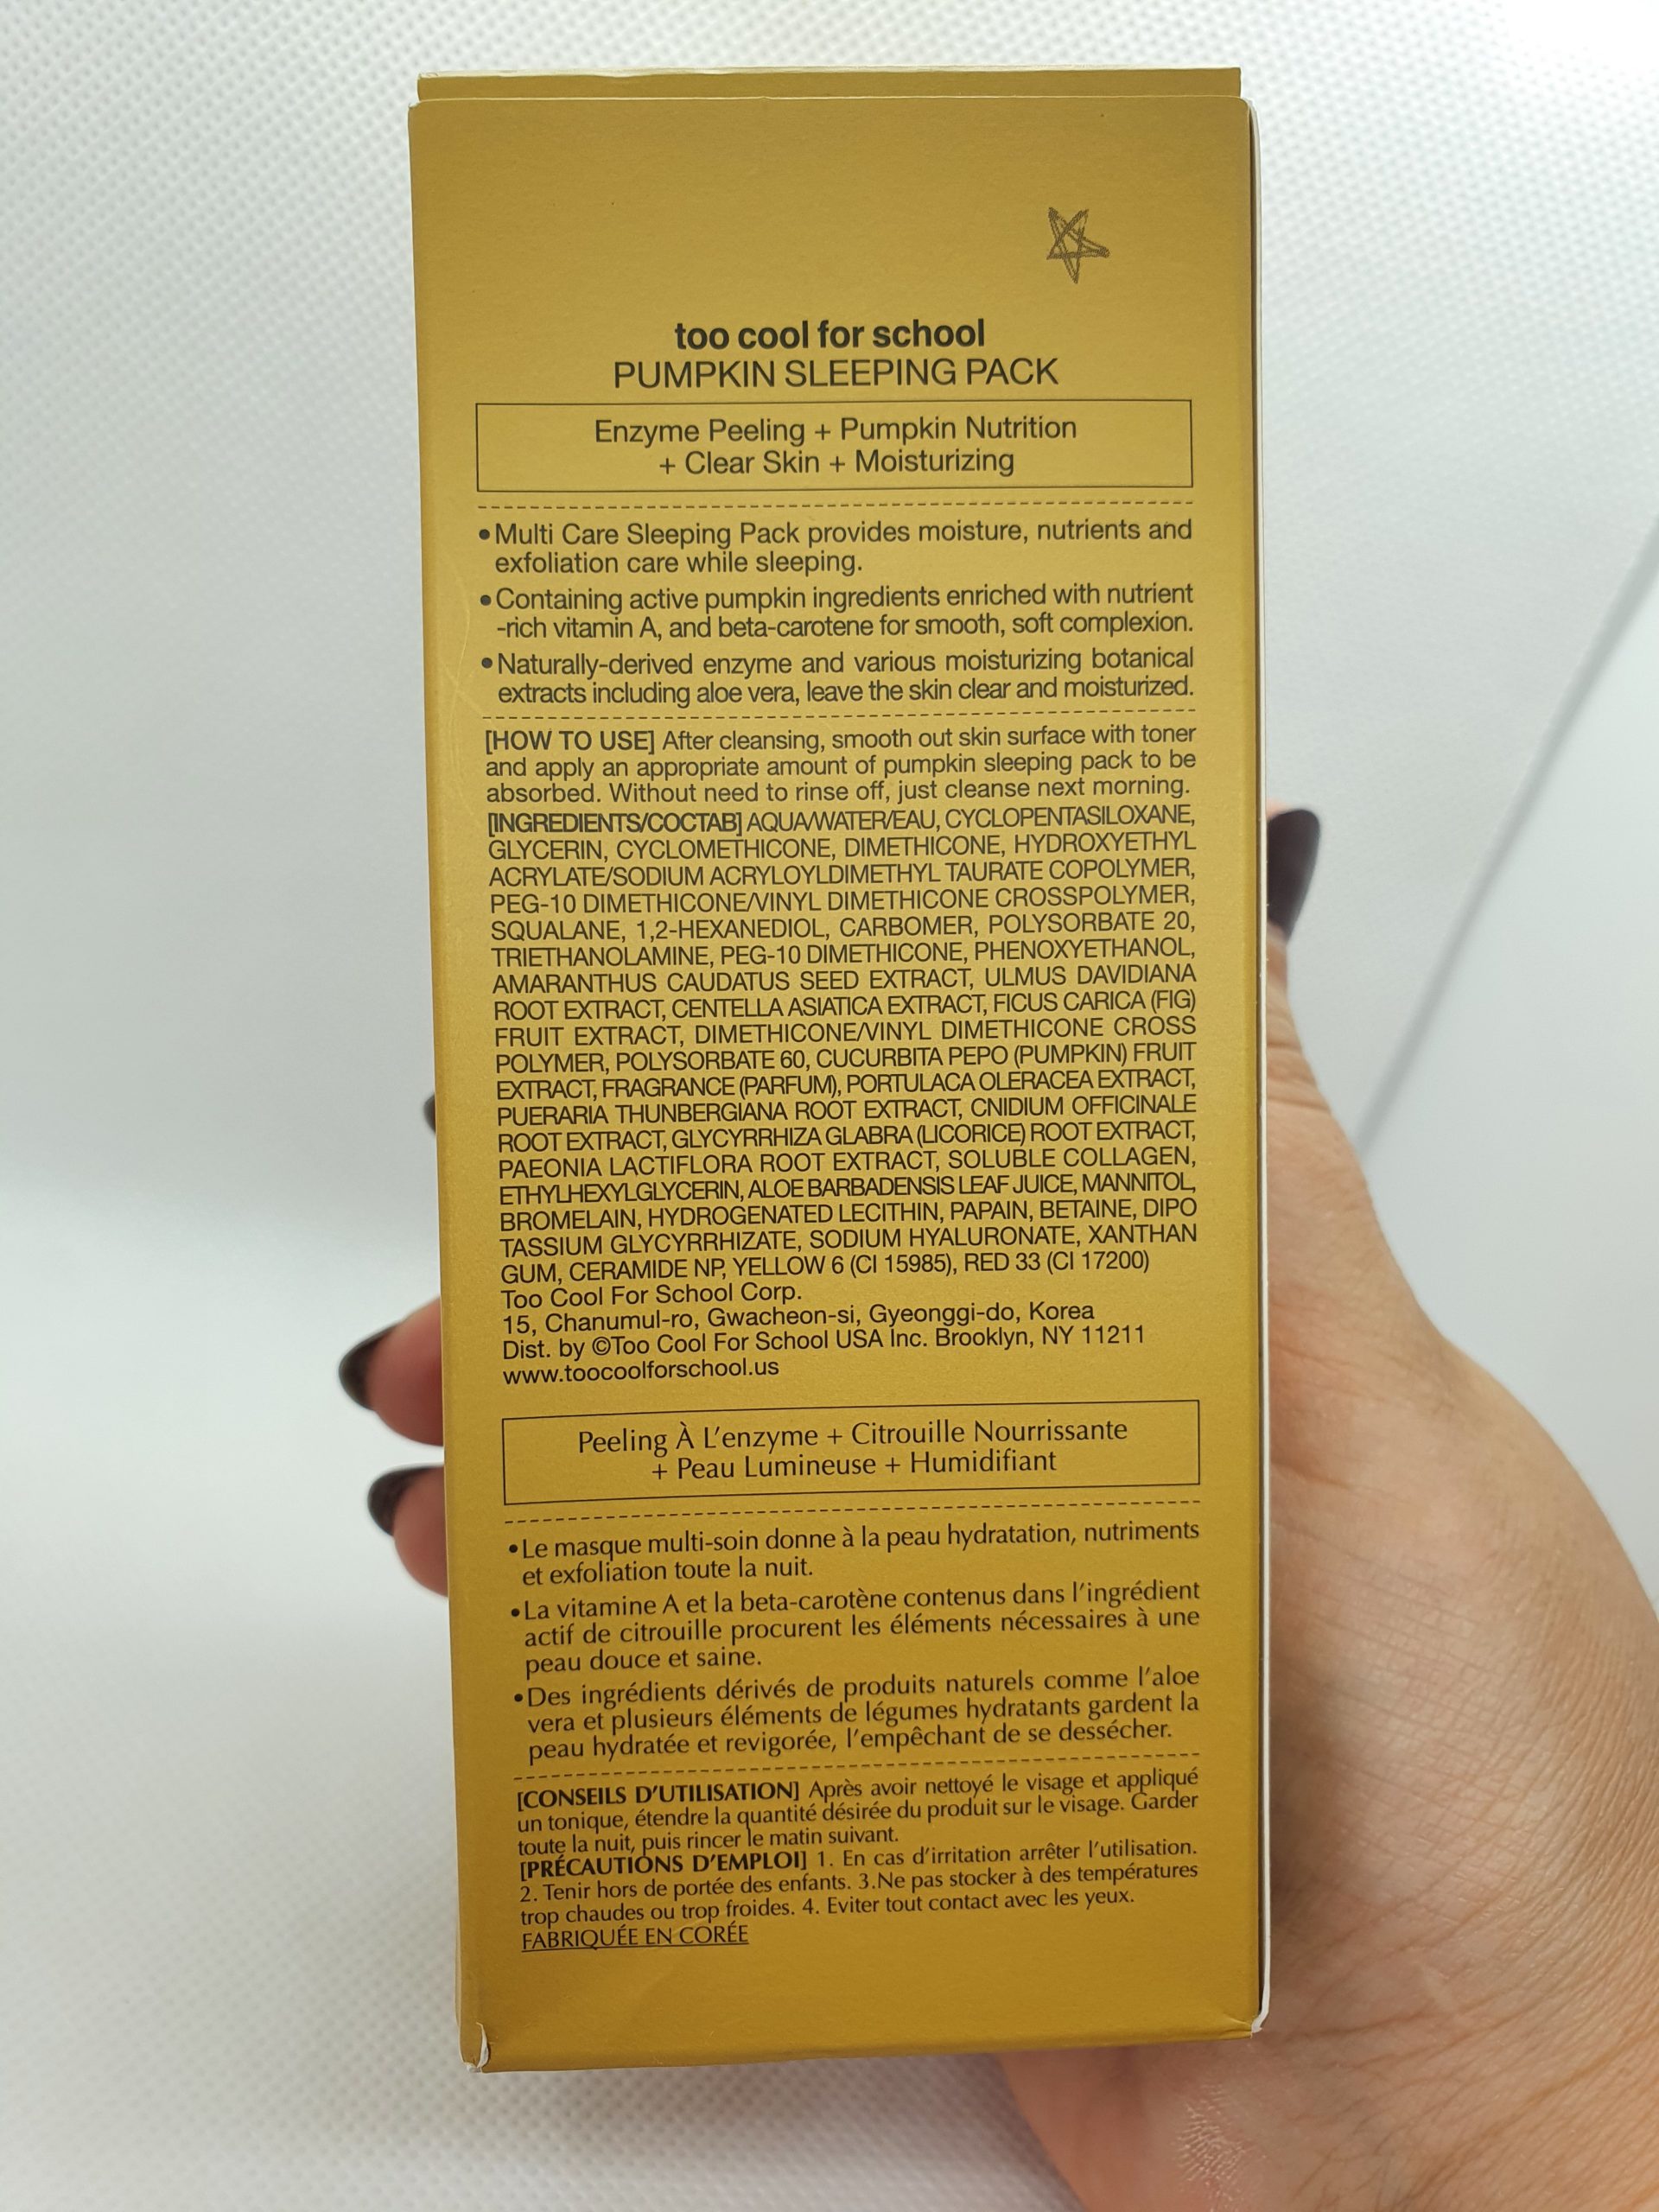 too cool for school
PUMPKIN SLEEPING PACK
Enzyme Peeling + Pumpkin Nutrition
+ Clear Skin + Moisturizing
• Multi Care Sleeping Pack provides moisture, nutrients and
exfoliation care while sleeping.
• Containing active pumpkin ingredients enriched with nutrient
-rich vitamin A, and beta-carotene for smooth, soft complexion.
• Naturally-derived enzyme and various moisturizing botanical
extracts including aloe vera, leave the skin clear and moisturized.
[HOW TO USE] After cleansing, smooth out skin surface with toner
and apply an appropriate amount of pumpkin sleeping pack to be
absorbed. Without need to rinse off, just cleanse next morning.
[INGREDIENTS/COCTAB] AQUA/WATER/EAU, CYCLOPENTASILOXANE,
GLYCERIN, CYCLOMETHICONE, DIMETHICONE, HYDROXYETHYL
ACRYLATE/SODIUM ACRYLOYLDIMETHYL TAURATE COPOLYMER,
PEG-10 DIMETHICONE/VINYL DIMETHICONE CROSSPOLYMER,
SQUALANE, 1,2-HEXANEDIOL, CARBOMER, POLYSORBATE 20,
TRIETHANOLAMINE, PEG-10 DIMETHICONE, PHENOXYETHANOL,
AMARANTHUS CAUDATUS SEED EXTRACT, ULMUS DAVIDIANA
ROOT EXTRACT, CENTELLA ASIATICA EXTRACT, FICUS CARICA (FIG)
FRUIT EXTRACT, DIMETHICONE/VINYL DIMETHICONE CROSS
POLYMER, POLYSORBATE 60, CUCURBITA PEPO (PUMPKIN) FRUIT
EXTRACT, FRAGRANCE (PARFUM), PORTULACA OLERACEA EXTRACT,
PUERARIA THUNBERGIANA ROOT EXTRACT, CNIDIUM OFFICINALE
ROOT EXTRACT, GLYCYRRHIZA GLABRA (LICORICE) ROOT EXTRACT,
PAEONIA LACTIFLORA ROOT EXTRACT, SOLUBLE COLLAGEN,
ETHYLHEXYLGLYCERIN, ALOE BARBADENSIS LEAF JUICE, MANNITOL,
BROMELAIN, HYDROGENATED LECITHIN, PAPAIN, BETAINE, DIPO
TASSIUM GLYCYRRHIZATE, SODIUM HYALURONATE, XANTHAN
GUM, CERAMIDE NP, YELLOW 6 (CI 15985), RED 33 (CI 17200)
Too Cool For School Corp.
15, Chanumul-ro, Gwacheon-si, Gyeonggi-do, Korea
Dist. by ©Too Cool For School USA Inc. Brooklyn, NY 11211
www.toocoolforschool.us
Peeling À L'enzyme + Citrouille Nourrissante
+ Peau Lumineuse + Humidifiant
• Le masque multi-soin donne à la peau hydratation, nutriments
et exfoliation toute la nuit.
• La vitamine A et la beta-carotène contenus dans l'ingrédient
actif de citrouille procurent les éléments nécessaires à une
peau douce et saine.
• Des ingrédients dérivés de produits naturels comme l'aloe
vera et plusieurs éléments de légumes hydratants gardent la
peau hydratée et revigorée, l'empêchant de se dessécher.
[CONSEILS D'UTILISATION] Après avoir nettoyé le visage et appliqué
un tonique, étendre la quantité désirée du produit sur le visage. Garder
toute la nuit, puis rincer le matin suivant.
[PRÉCAUTIONS D'EMPLOI] 1. En cas d'irritation arrêter l'utilisation.
2. Tenir hors de portée des enfants. 3.Ne pas stocker à des températures
trop chaudes ou trop froides. 4. Eviter tout contact avec les yeux.
FABRIQUÉE EN CORÉE